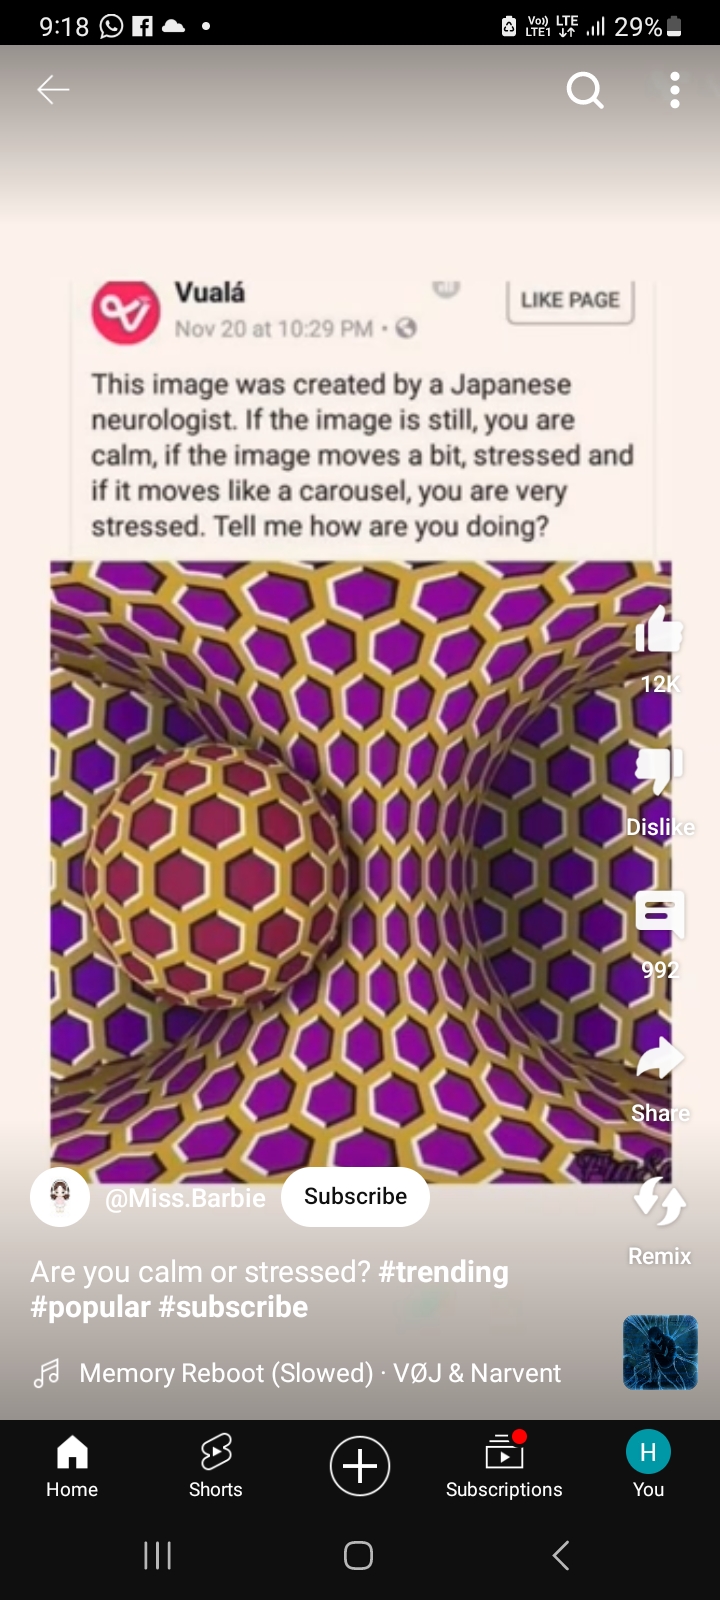 9:18
Vo)) LTE
LTE1
29%
Vualá
LIKE PAGE
Nov 20 at 10:29 PM •
This image was created by a Japanese
neurologist. If the image is still, you are
calm, if the image moves a bit, stressed and
if it moves like a carousel, you are very
stressed. Tell me how are you doing?
12K
Dislike
992
Share
@Miss.Barbie
Subscribe
Remix
Are you calm or stressed? #trending
#popular #subscribe
Memory Reboot (Slowed) · VØJ & Narvent
H
Home
Shorts
Subscriptions
You